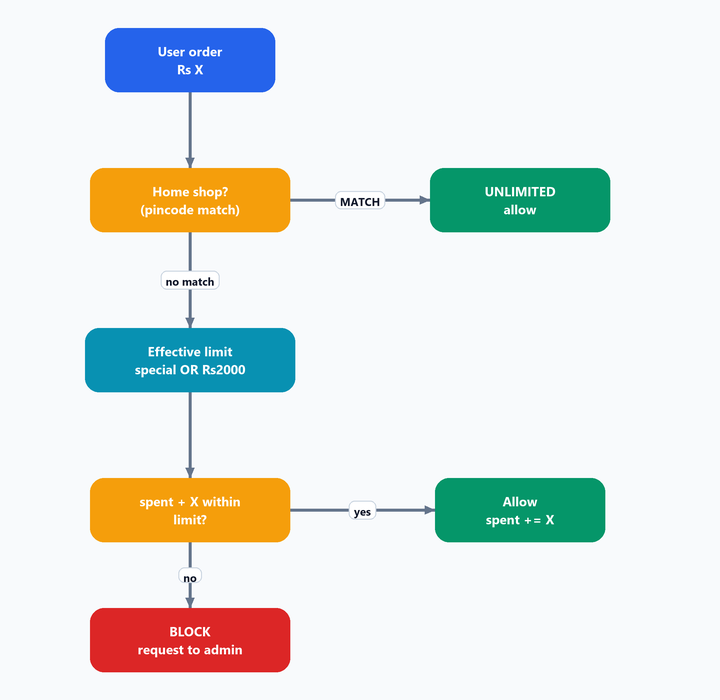 User order
Rs X
Home shop?
(pincode match)
MATCH
UNLIMITED
allow
no match
Effective limit
special OR Rs2000
spent + X within
limit?
yes
Allow
spent += X
no
BLOCK
request to admin